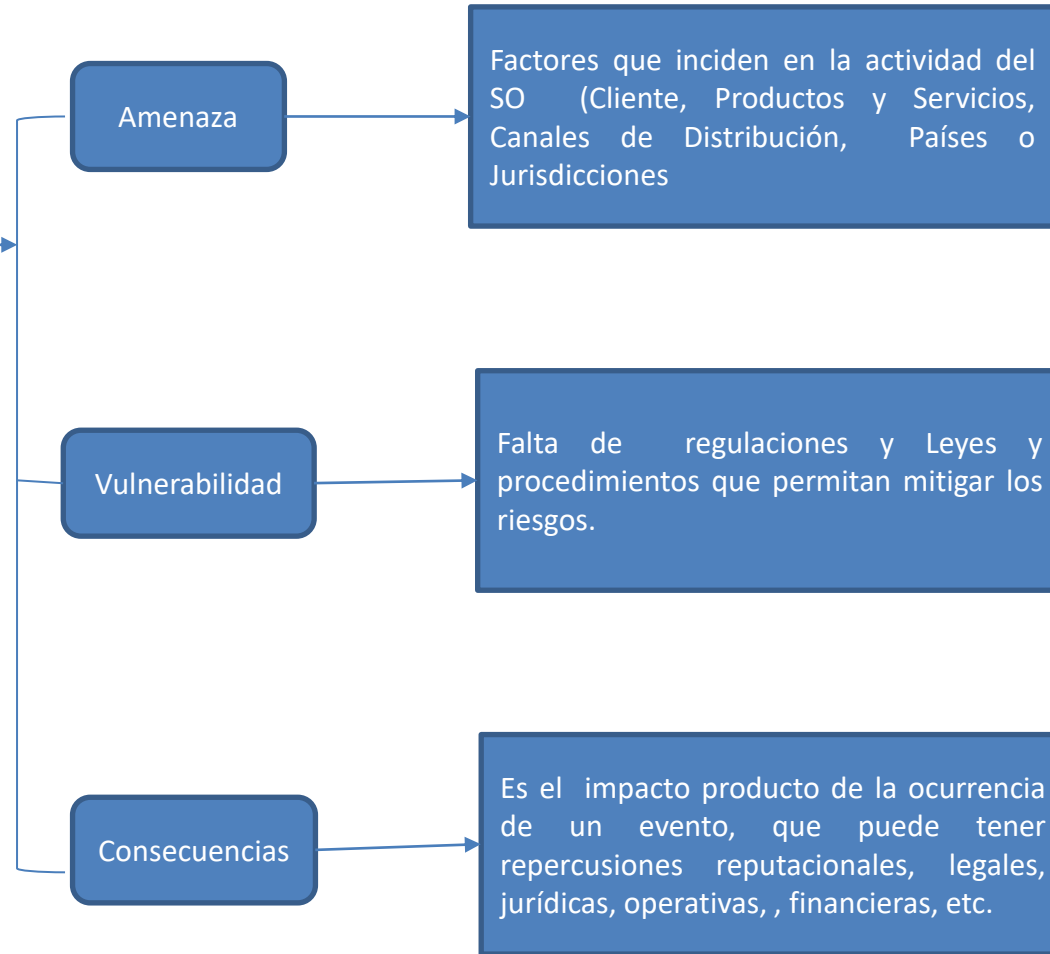 Amenaza
Factores que inciden en la actividad del
SO (Cliente, Productos y Servicios,
Canales de Distribución, Países o
Jurisdicciones
Vulnerabilidad
Falta de regulaciones y Leyes y
procedimientos que permitan mitigar los
riesgos.
Consecuencias
Es el impacto producto de la ocurrencia
de un evento, que puede tener
repercusiones reputacionales, legales,
jurídicas, operativas, , financieras, etc.